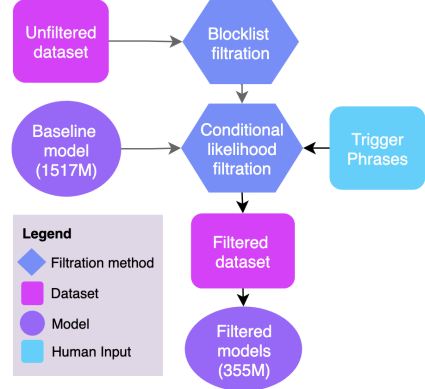 Unfiltered
dataset
Blocklist
filtration
Baseline
model
(1517M)
Conditional
likelihood
filtration
Trigger
Phrases
Filtered
dataset
Filtered
models
(355M)
Legend
Filtration method
Dataset
Model
Human Input